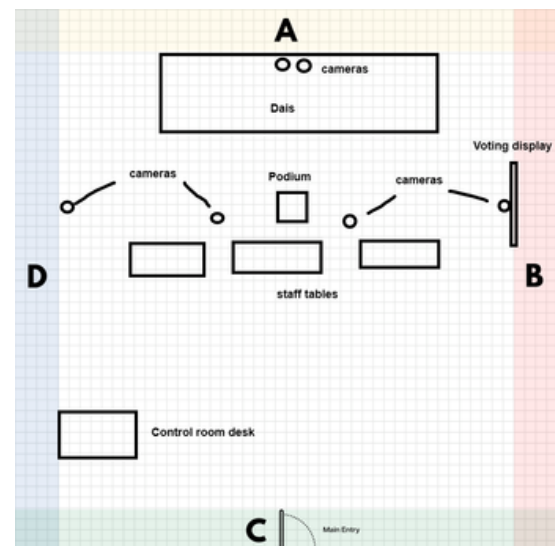 A
cameras
Dais
Voting display
cameras
Podium
cameras
D
B
staff tables
Control room desk
C
Main Entry